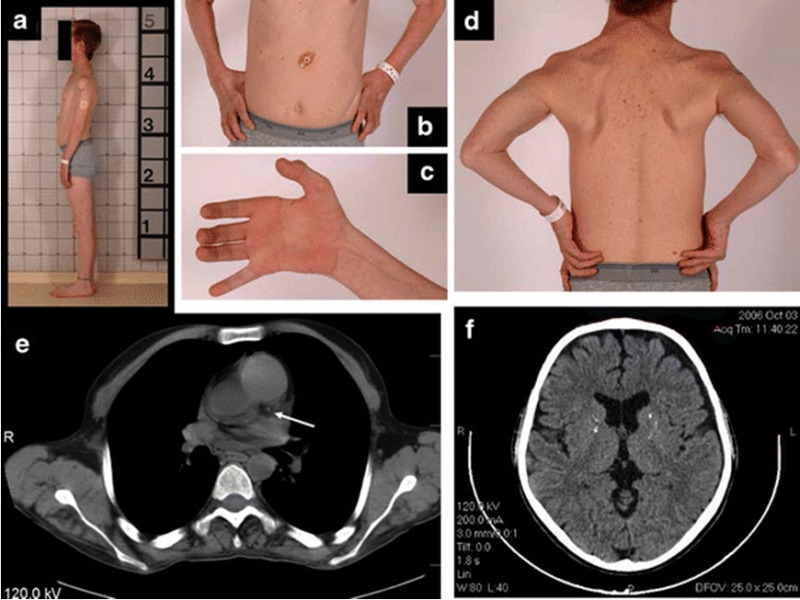 a
5
4
3
2
1
b
c
d
e
R
120.0 kV
f
2006 Oct 03
Acq Tm: 11:40:22
R
L
120.0 kV
200.0 mA
3.0 mm/0.0:1
Tilt: 0.0
1.8 s
Lin
W:80 L:40
P
DFOV: 25.0 x 25.0cm